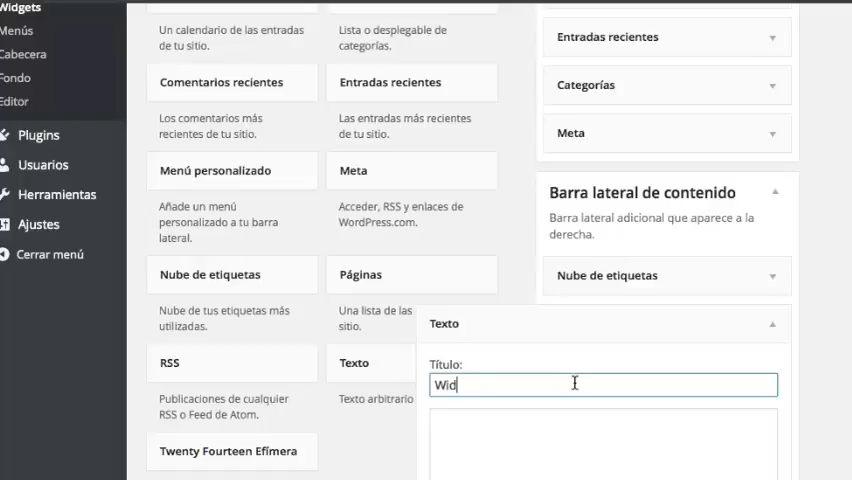 Widgets
Menús
Cabecera
Fondo
Editor
Plugins
Usuarios
Herramientas
Ajustes
Cerrar menú
Un calendario de las entradas
de tu sitio.
Lista o desplegable de
categorías.
Comentarios recientes
Entradas recientes
Los comentarios más
recientes de tu sitio.
Las entradas más recientes
de tu sitio.
Menú personalizado
Meta
Añade un menú
personalizado a tu barra
lateral.
Acceder, RSS y enlaces de
WordPress.com.
Nube de etiquetas
Páginas
Nube de tus etiquetas más
utilizadas.
Una lista de las
sitio.
RSS
Texto
Publicaciones de cualquier
RSS o Feed de Atom.
Texto arbitrario
Twenty Fourteen Efímera
Entradas recientes
Categorías
Meta
Barra lateral de contenido
Barra lateral adicional que aparece a la
derecha.
Nube de etiquetas
Texto
Título:
Wid